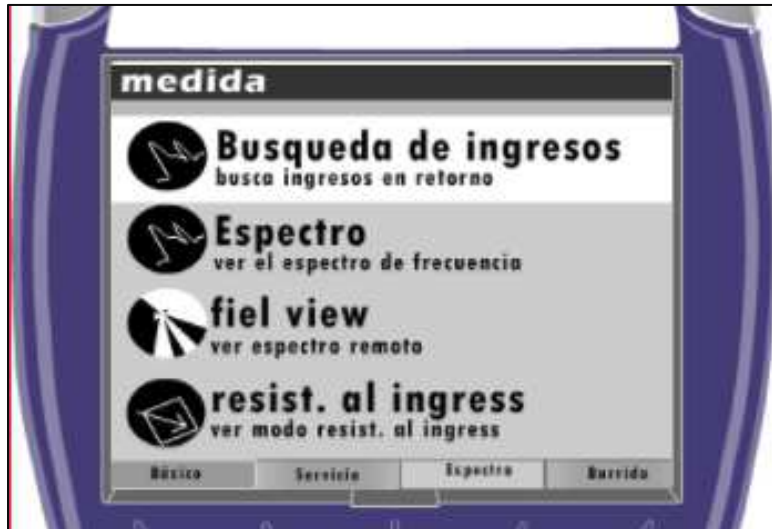 medida
Busqueda de ingresos
busca ingresos en retorno
Espectro
ver el espectro de frecuencia
fiel view
ver espectro remoto
resist. al ingress
ver modo resist. al ingress
Básico Servicio Espectro Barrido